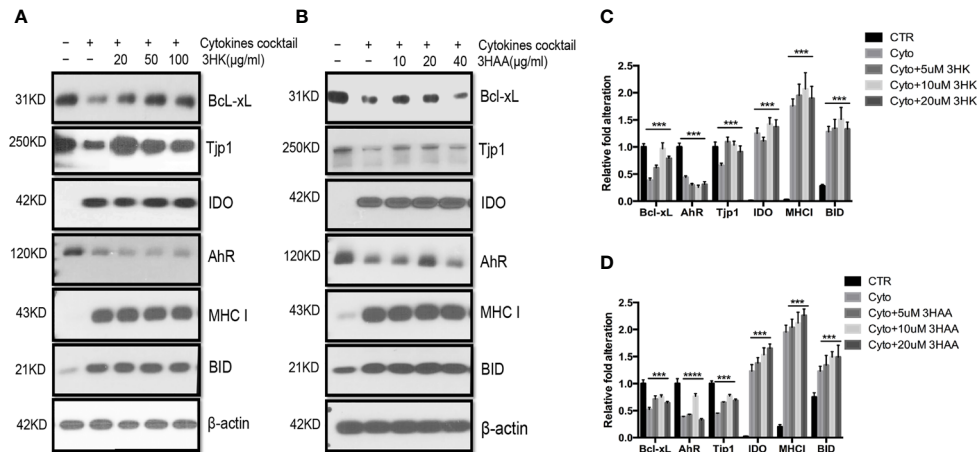 A
− + + + + Cytokines cocktail
− − 20 50 100 3HK(μg/ml)
31KD BcL-xL
250KD Tjp1
42KD IDO
120KD AhR
43KD MHC I
21KD BID
42KD β-actin
B
− + + + + Cytokines cocktail
− − 10 20 40 3HAA(μg/ml)
31KD Bcl-xL
250KD Tjp1
42KD IDO
120KD AhR
43KD MHC I
21KD BID
42KD β-actin
C
CTR
Cyto
Cyto+5uM 3HK
Cyto+10uM 3HK
Cyto+20uM 3HK
Relative fold alteration
2.5
2.0
1.5
1.0
0.5
0.0
*** *** *** *** *** ***
Bcl-xL AhR Tjp1 IDO MHCI BID
D
CTR
Cyto
Cyto+5uM 3HAA
Cyto+10uM 3HAA
Cyto+20uM 3HAA
Relative fold alteration
2.5
2.0
1.5
1.0
0.5
0.0
*** **** *** *** *** ***
Bcl-xL AhR Tjp1 IDO MHCI BID